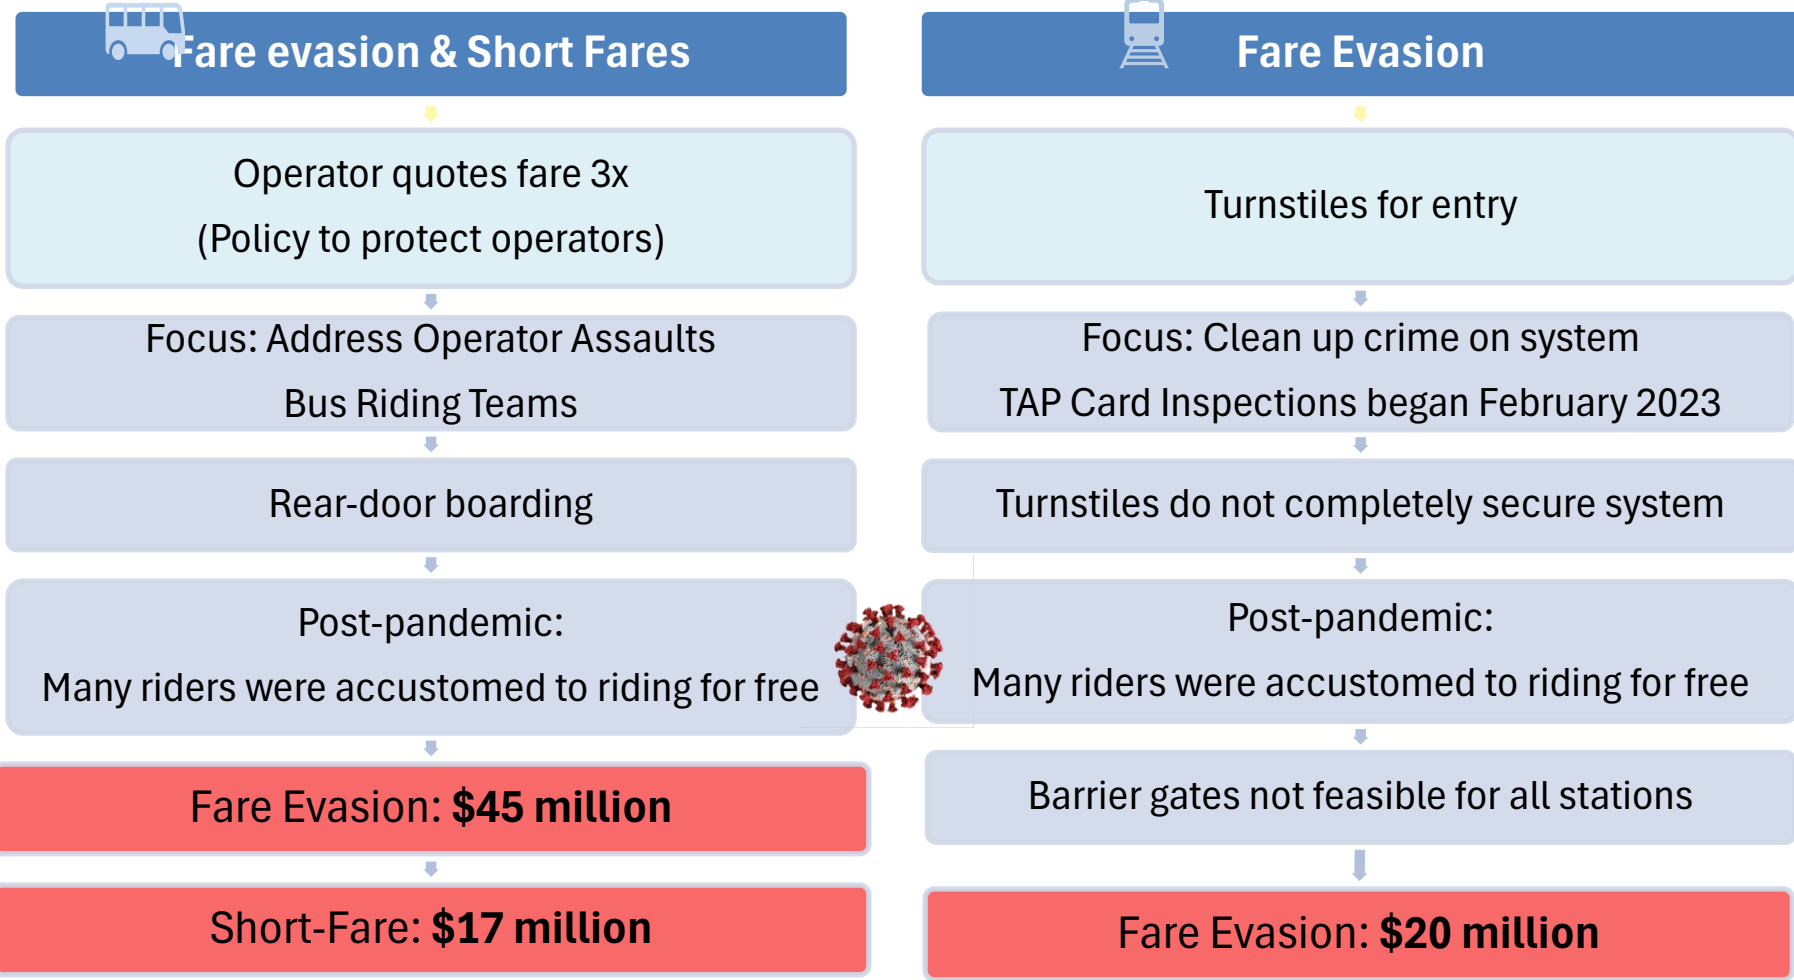 Fare evasion & Short Fares
Operator quotes fare 3x
(Policy to protect operators)
Focus: Address Operator Assaults
Bus Riding Teams
Rear-door boarding
Post-pandemic:
Many riders were accustomed to riding for free
Fare Evasion: $45 million
Short-Fare: $17 million
Fare Evasion
Turnstiles for entry
Focus: Clean up crime on system
TAP Card Inspections began February 2023
Turnstiles do not completely secure system
Post-pandemic:
Many riders were accustomed to riding for free
Barrier gates not feasible for all stations
Fare Evasion: $20 million